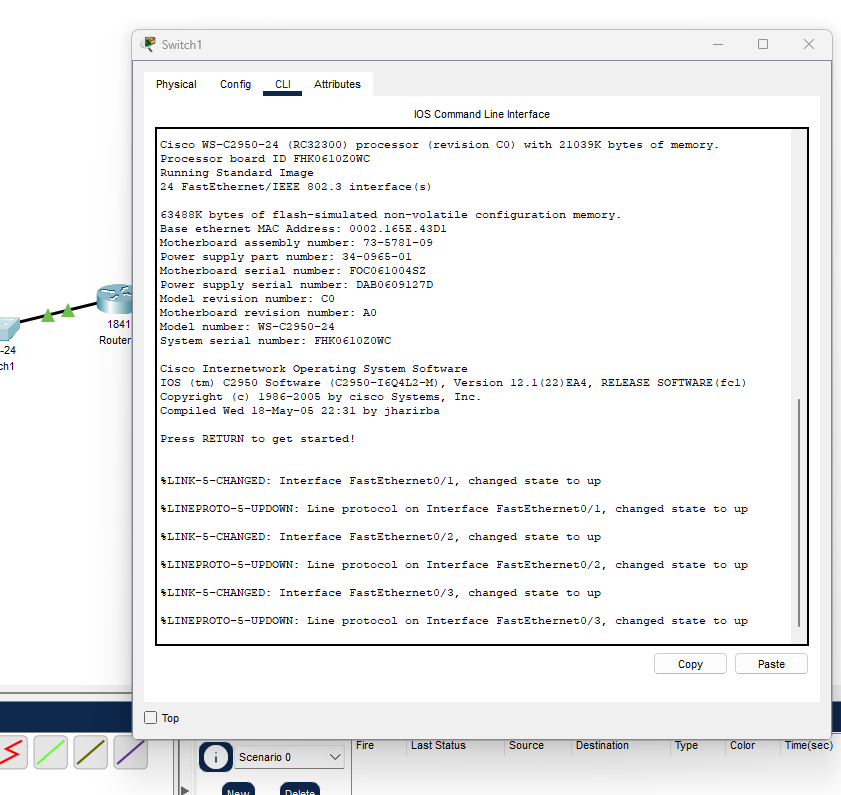 Switch1
Physical Config CLI Attributes
IOS Command Line Interface
Cisco WS-C2950-24 (RC32300) processor (revision C0) with 21039K bytes of memory.
Processor board ID FHK0610Z0WC
Running Standard Image
24 FastEthernet/IEEE 802.3 interface(s)
63488K bytes of flash-simulated non-volatile configuration memory.
Base ethernet MAC Address: 0002.165E.43D1
Motherboard assembly number: 73-5781-09
Power supply part number: 34-0965-01
Motherboard serial number: FOC061004SZ
Power supply serial number: DAB0609127D
Model revision number: C0
Motherboard revision number: A0
Model number: WS-C2950-24
System serial number: FHK0610Z0WC
Cisco Internetwork Operating System Software
IOS (tm) C2950 Software (C2950-I6Q4L2-M), Version 12.1(22)EA4, RELEASE SOFTWARE(fc1)
Copyright (c) 1986-2005 by cisco Systems, Inc.
Compiled Wed 18-May-05 22:31 by jharirba
Press RETURN to get started!
%LINK-5-CHANGED: Interface FastEthernet0/1, changed state to up
%LINEPROTO-5-UPDOWN: Line protocol on Interface FastEthernet0/1, changed state to up
%LINK-5-CHANGED: Interface FastEthernet0/2, changed state to up
%LINEPROTO-5-UPDOWN: Line protocol on Interface FastEthernet0/2, changed state to up
%LINK-5-CHANGED: Interface FastEthernet0/3, changed state to up
%LINEPROTO-5-UPDOWN: Line protocol on Interface FastEthernet0/3, changed state to up
Copy Paste
Top
1841
Router
-24
ch1
Scenario 0
New Delete
Fire Last Status Source Destination Type Color Time(sec)